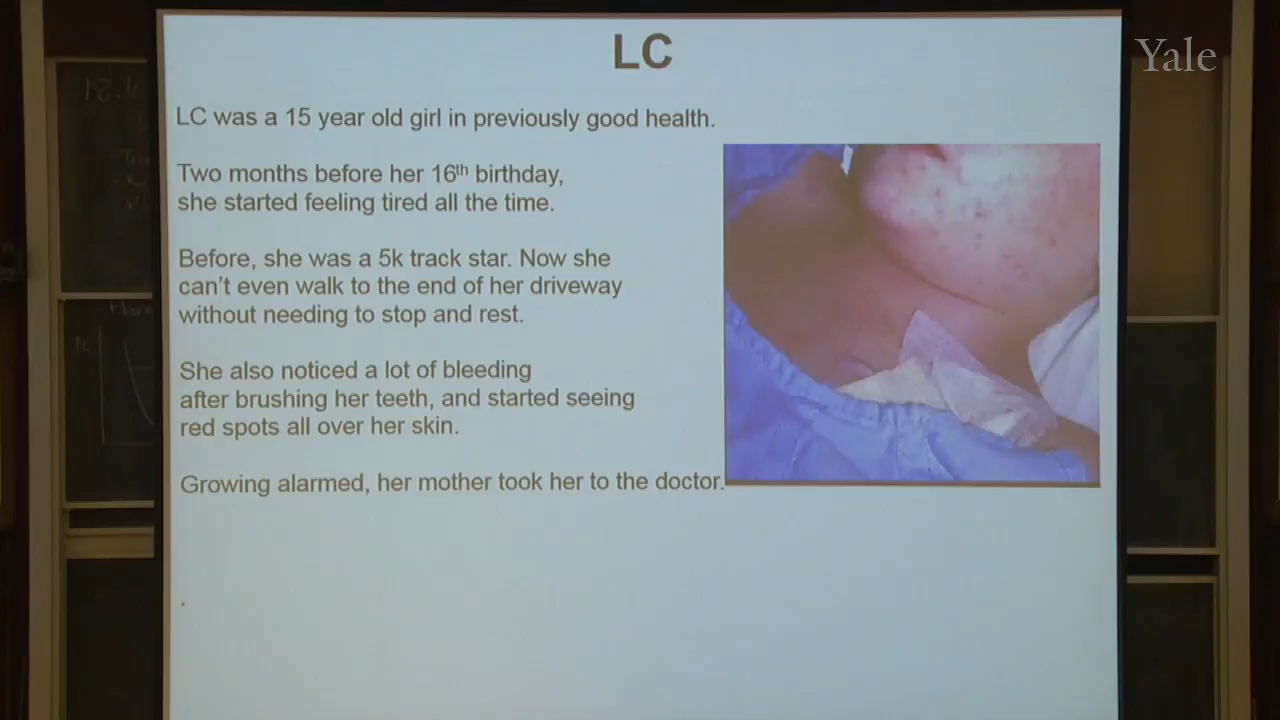 LC
Yale
LC was a 15 year old girl in previously good health.
Two months before her 16th birthday,
she started feeling tired all the time.
Before, she was a 5k track star. Now she
can't even walk to the end of her driveway
without needing to stop and rest.
She also noticed a lot of bleeding
after brushing her teeth, and started seeing
red spots all over her skin.
Growing alarmed, her mother took her to the doctor.
.